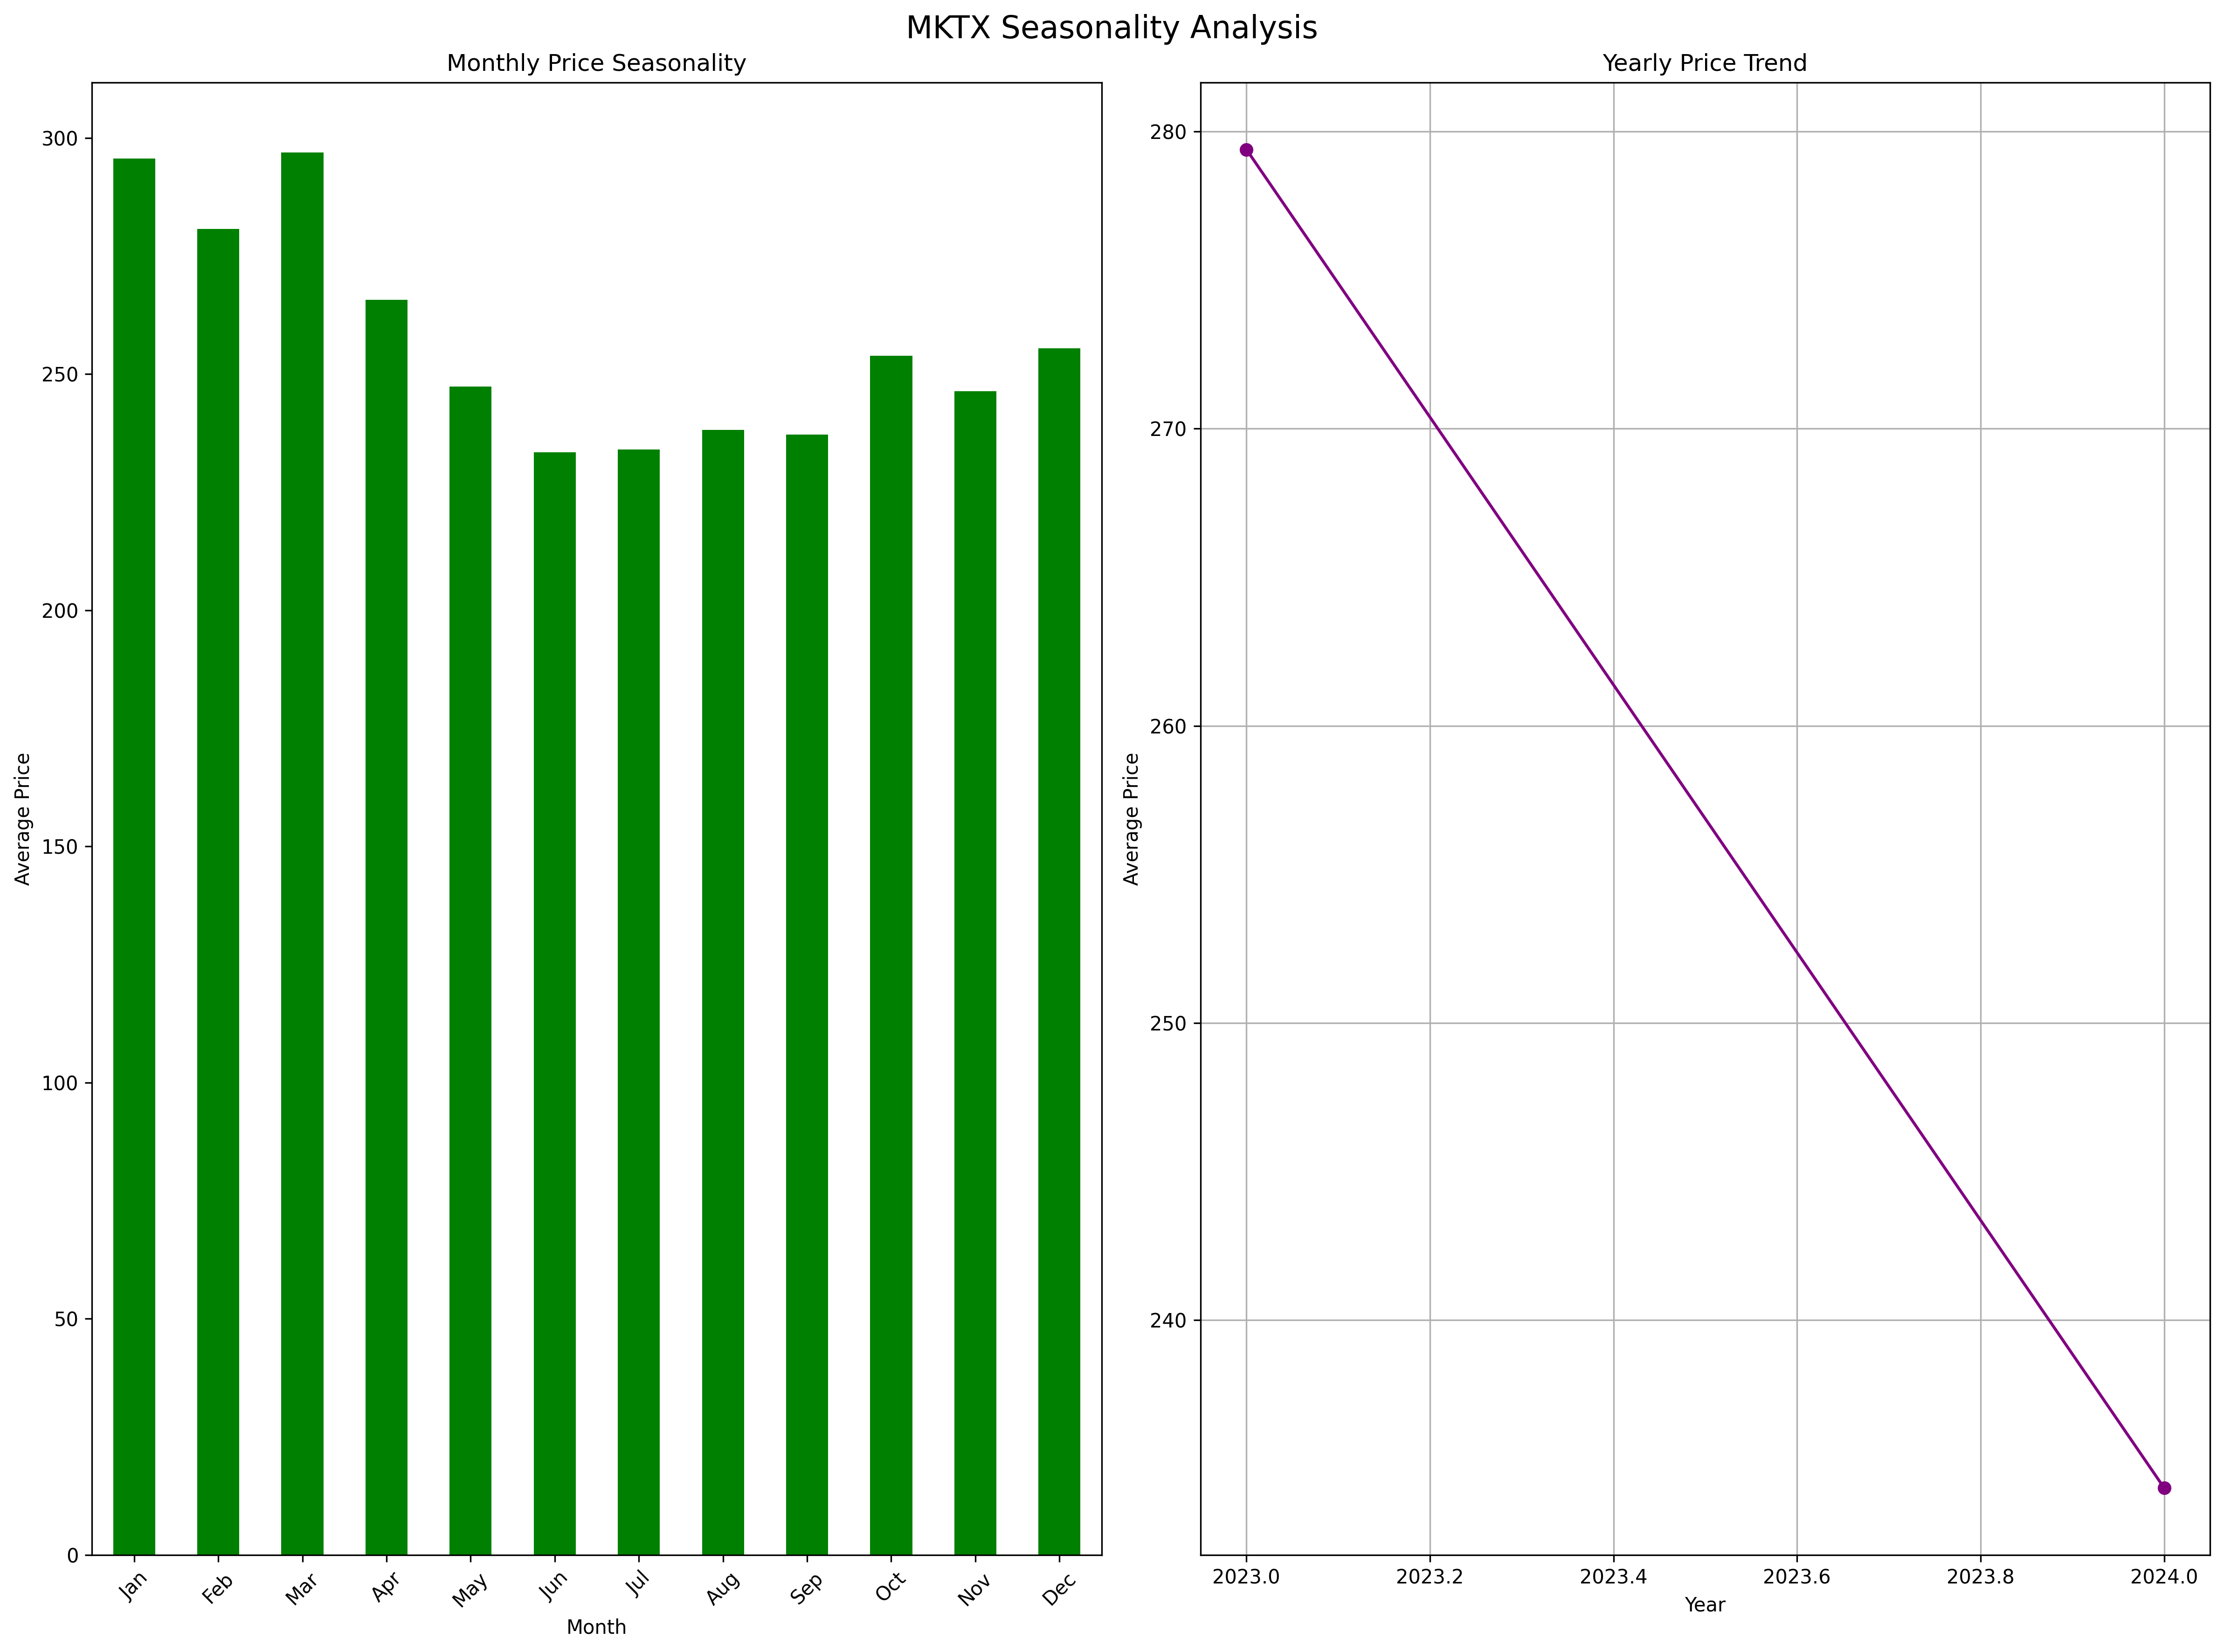 MKTX Seasonality Analysis
Monthly Price Seasonality
Average Price
300
250
200
150
100
50
0
Jan
Feb
Mar
Apr
May
Jun
Jul
Aug
Sep
Oct
Nov
Dec
Month
Yearly Price Trend
Average Price
280
270
260
250
240
2023.0
2023.2
2023.4
2023.6
2023.8
2024.0
Year